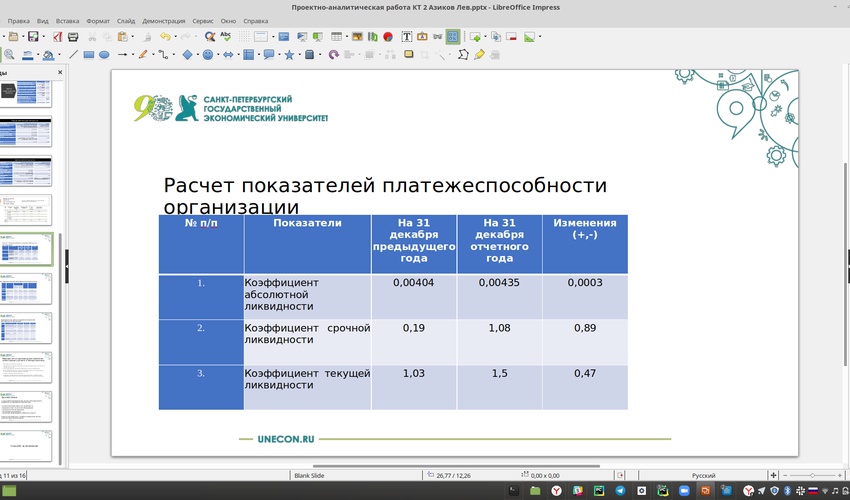 Проектно-аналитическая работа КТ 2 Азиков Лев.pptx - LibreOffice Impress
Правка Вид Вставка Формат Слайд Демонстрация Сервис Окно Справка
САНКТ-ПЕТЕРБУРГСКИЙ
ГОСУДАРСТВЕННЫЙ
ЭКОНОМИЧЕСКИЙ УНИВЕРСИТЕТ
Расчет показателей платежеспособности
организации
№ п/п Показатели На 31 декабря предыдущего года На 31 декабря отчетного года Изменения (+,-)
1. Коэффициент абсолютной ликвидности 0,00404 0,00435 0,0003
2. Коэффициент срочной ликвидности 0,19 1,08 0,89
3. Коэффициент текущей ликвидности 1,03 1,5 0,47
UNECON.RU
11 из 16 Blank Slide 26,77 / 12,26 0,00 x 0,00 Русский